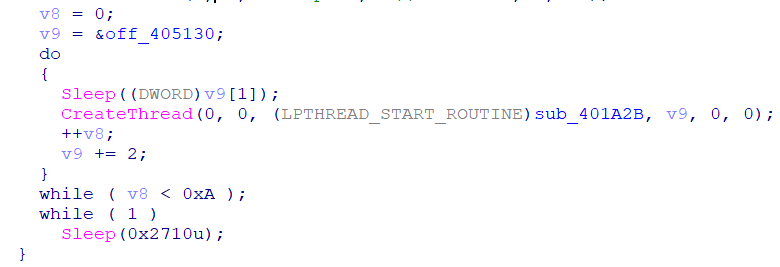 v8 = 0;
v9 = &off_405130;
do
{
Sleep((DWORD)v9[1]);
CreateThread(0, 0, (LPTHREAD_START_ROUTINE)sub_401A2B, v9, 0, 0);
++v8;
v9 += 2;
}
while ( v8 < 0xA );
while ( 1 )
Sleep(0x2710u);
}